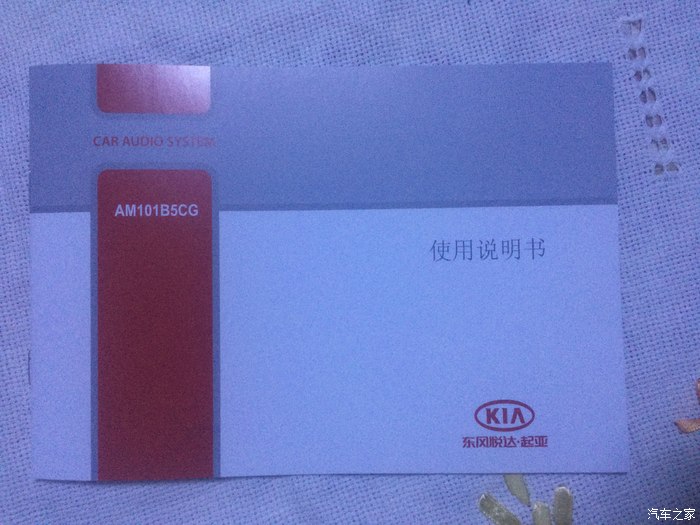 CAR AUDIO SYSTEM
AM101B5CG
使用说明书
KIA
东风悦达·起亚
汽车之家